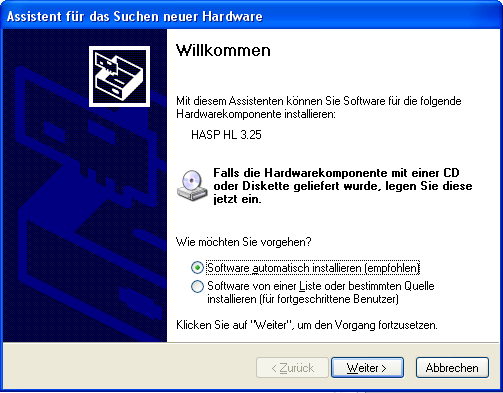 Assistent für das Suchen neuer Hardware
Willkommen
Mit diesem Assistenten können Sie Software für die folgende
Hardwarekomponente installieren:
HASP HL 3.25
Falls die Hardwarekomponente mit einer CD
oder Diskette geliefert wurde, legen Sie diese
jetzt ein.
Wie möchten Sie vorgehen?
Software automatisch installieren (empfohlen)
Software von einer Liste oder bestimmten Quelle
installieren (für fortgeschrittene Benutzer)
Klicken Sie auf "Weiter", um den Vorgang fortzusetzen.
< Zurück Weiter > Abbrechen